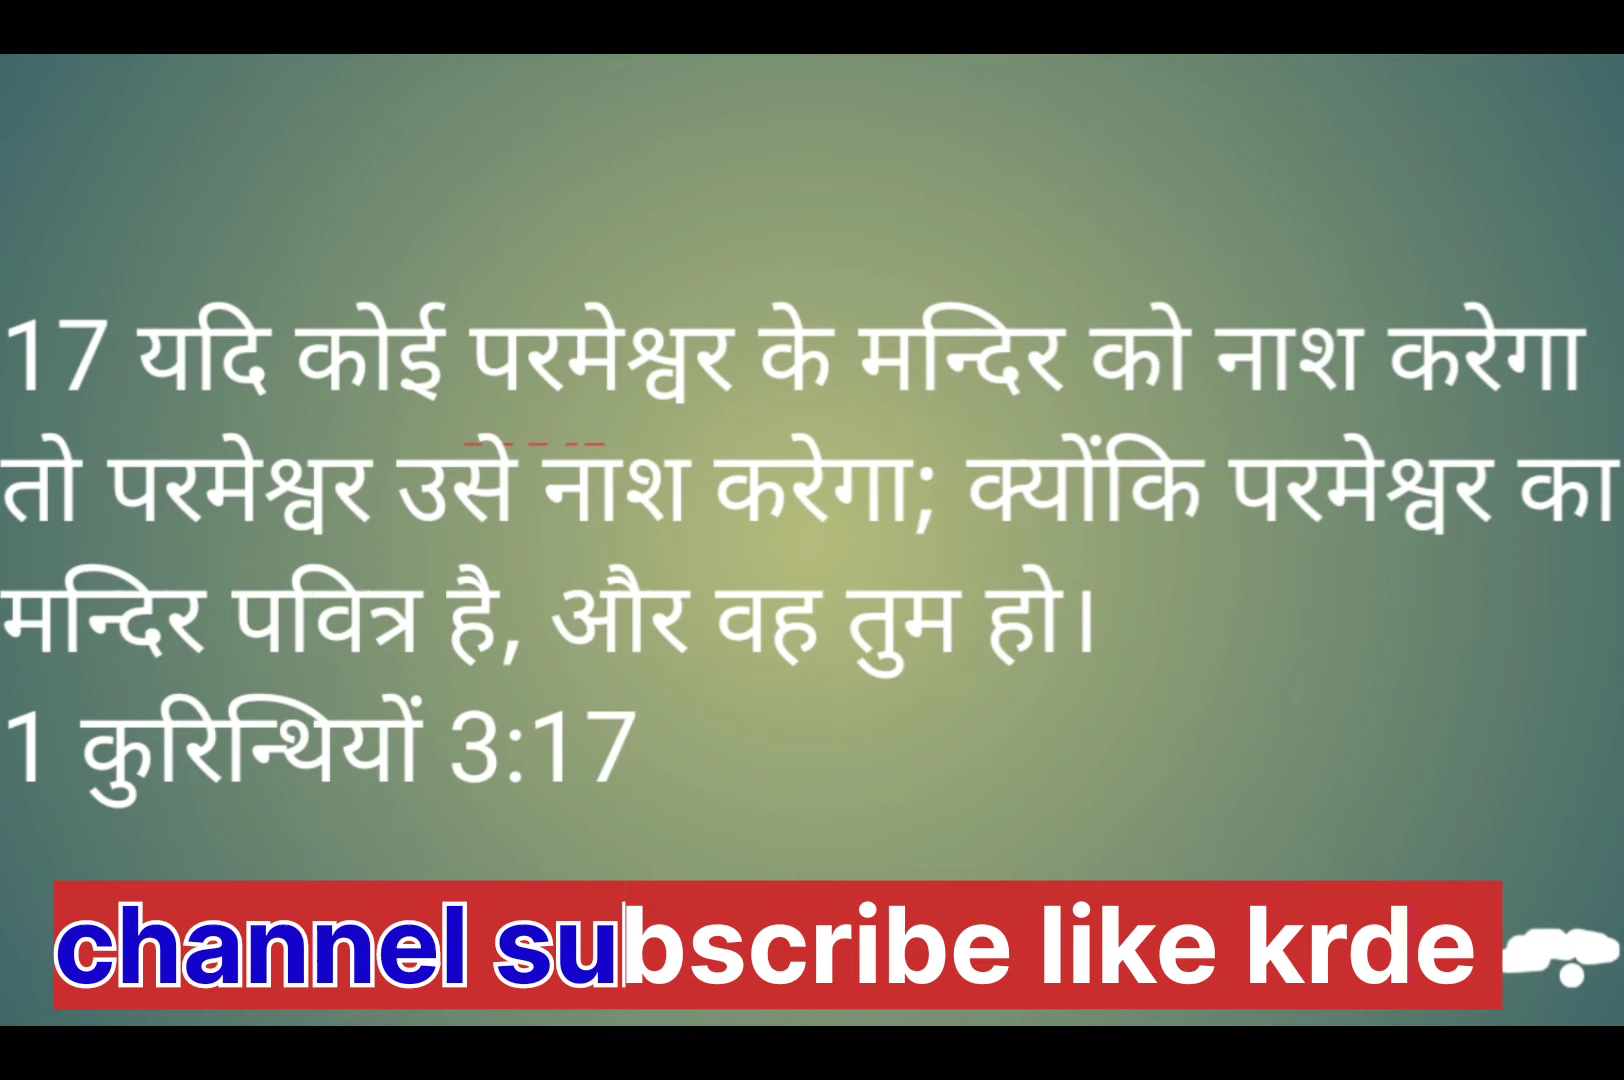 17 यदि कोई परमेश्वर के मन्दिर को नाश करेगा
तो परमेश्वर उसे नाश करेगा; क्योंकि परमेश्वर का
मन्दिर पवित्र है, और वह तुम हो।
1 कुरिन्थियों 3:17
channel subscribe like krde